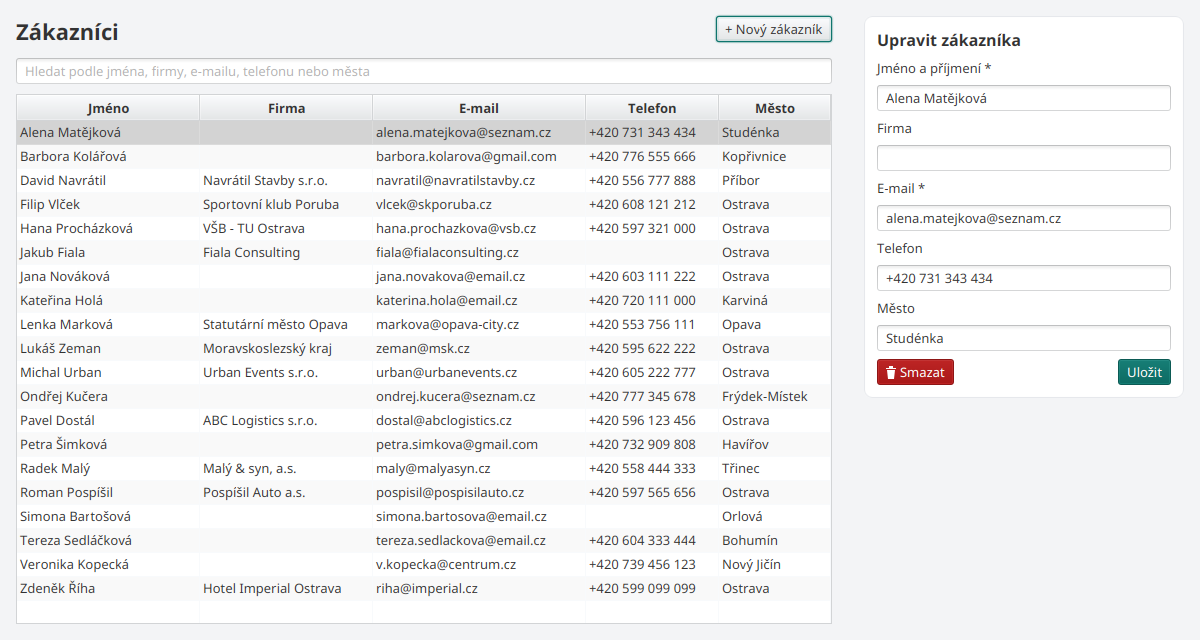 Zákazníci
+ Nový zákazník
Hledat podle jména, firmy, e-mailu, telefonu nebo města
Jméno Firma E-mail Telefon Město
Alena Matějková alena.matejkova@seznam.cz +420 731 343 434 Studénka
Barbora Kolářová barbora.kolarova@gmail.com +420 776 555 666 Kopřivnice
David Navrátil Navrátil Stavby s.r.o. navratil@navratilstavby.cz +420 556 777 888 Příbor
Filip Vlček Sportovní klub Poruba vlcek@skporuba.cz +420 608 121 212 Ostrava
Hana Procházková VŠB - TU Ostrava hana.prochazkova@vsb.cz +420 597 321 000 Ostrava
Jakub Fiala Fiala Consulting fiala@fialaconsulting.cz Ostrava
Jana Nováková jana.novakova@email.cz +420 603 111 222 Ostrava
Kateřina Holá katerina.hola@email.cz +420 720 111 000 Karviná
Lenka Marková Statutární město Opava markova@opava-city.cz +420 553 756 111 Opava
Lukáš Zeman Moravskoslezský kraj zeman@msk.cz +420 595 622 222 Ostrava
Michal Urban Urban Events s.r.o. urban@urbanevents.cz +420 605 222 777 Ostrava
Ondřej Kučera ondrej.kucera@seznam.cz +420 777 345 678 Frýdek-Místek
Pavel Dostál ABC Logistics s.r.o. dostal@abclogistics.cz +420 596 123 456 Ostrava
Petra Šimková petra.simkova@gmail.com +420 732 909 808 Havířov
Radek Malý Malý & syn, a.s. maly@malyasyn.cz +420 558 444 333 Třinec
Roman Pospíšil Pospíšil Auto a.s. pospisil@pospisilauto.cz +420 597 565 656 Ostrava
Simona Bartošová simona.bartosova@email.cz Orlová
Tereza Sedláčková tereza.sedlackova@email.cz +420 604 333 444 Bohumín
Veronika Kopecká v.kopecka@centrum.cz +420 739 456 123 Nový Jičín
Zdeněk Říha Hotel Imperial Ostrava riha@imperial.cz +420 599 099 099 Ostrava
Upravit zákazníka
Jméno a příjmení *
Alena Matějková
Firma
E-mail *
alena.matejkova@seznam.cz
Telefon
+420 731 343 434
Město
Studénka
Smazat Uložit